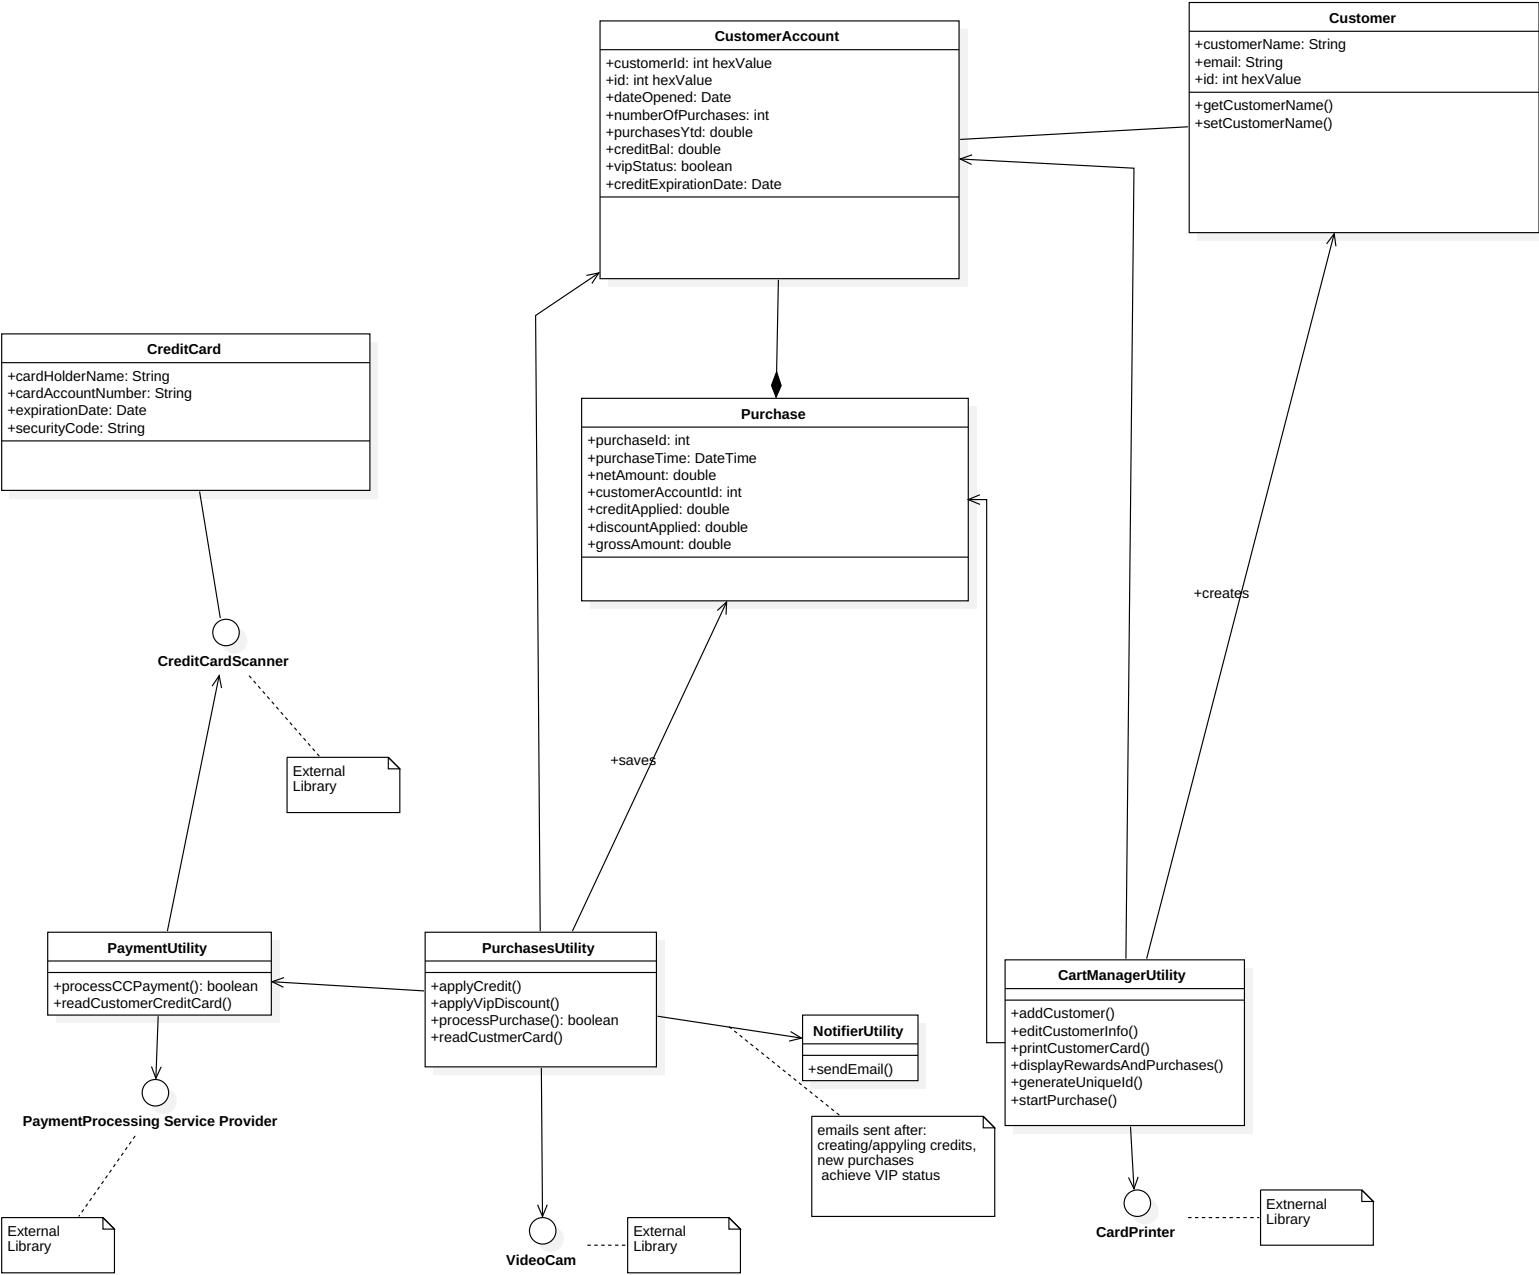 CustomerAccount
+customerId: int hexValue
+id: int hexValue
+dateOpened: Date
+numberOfPurchases: int
+purchasesYtd: double
+creditBal: double
+vipStatus: boolean
+creditExpirationDate: Date
Customer
+customerName: String
+email: String
+id: int hexValue
+getCustomerName()
+setCustomerName()
CreditCard
+cardHolderName: String
+cardAccountNumber: String
+expirationDate: Date
+securityCode: String
Purchase
+purchaseId: int
+purchaseTime: DateTime
+netAmount: double
+customerAccountId: int
+creditApplied: double
+discountApplied: double
+grossAmount: double
+creates
CreditCardScanner
External
Library
+saves
PaymentUtility
+processCCPayment(): boolean
+readCustomerCreditCard()
PurchasesUtility
+applyCredit()
+applyVipDiscount()
+processPurchase(): boolean
+readCustmerCard()
NotifierUtility
+sendEmail()
CartManagerUtility
+addCustomer()
+editCustomerInfo()
+printCustomerCard()
+displayRewardsAndPurchases()
+generateUniqueId()
+startPurchase()
PaymentProcessing Service Provider
emails sent after:
creating/appyling credits,
new purchases
achieve VIP status
External
Library
VideoCam
External
Library
CardPrinter
Extnernal
Library